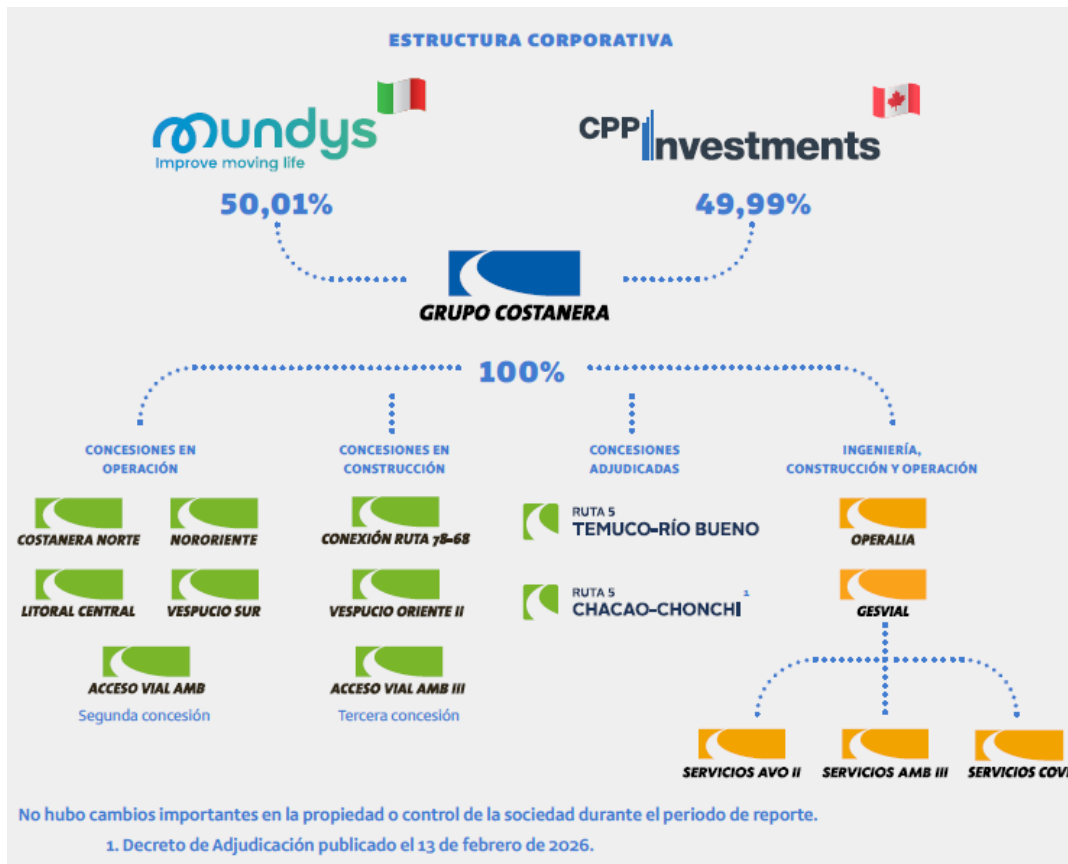 ESTRUCTURA CORPORATIVA
mundys
Improve moving life
CPP Investments
50,01%
49,99%
GRUPO COSTANERA
100%
CONCESIONES EN
OPERACIÓN
COSTANERA NORTE
NORORIENTE
LITORAL CENTRAL
VESPUCIO SUR
ACCESO VIAL AMB
Segunda concesión
CONCESIONES EN
CONSTRUCCIÓN
CONEXIÓN RUTA 78-68
VESPUCIO ORIENTE II
ACCESO VIAL AMB III
Tercera concesión
CONCESIONES
ADJUDICADAS
RUTA 5
TEMUCO-RÍO BUENO
RUTA 5
CHACAO-CHONCHI 1
INGENIERÍA,
CONSTRUCCIÓN Y OPERACIÓN
OPERALIA
GESVIAL
SERVICIOS AVO II
SERVICIOS AMB III
SERVICIOS
No hubo cambios importantes en la propiedad o control de la sociedad durante el periodo de reporte.
1. Decreto de Adjudicación publicado el 13 de febrero de 2026.